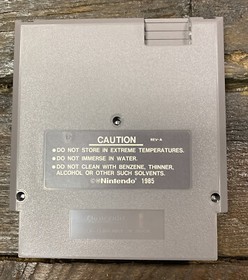 CAUTION
REV-A
• DO NOT STORE IN EXTREME TEMPERATURES.
• DO NOT IMMERSE IN WATER.
• DO NOT CLEAN WITH BENZENE, THINNER,
ALCOHOL OR OTHER SUCH SOLVENTS.
©®Nintendo 1985